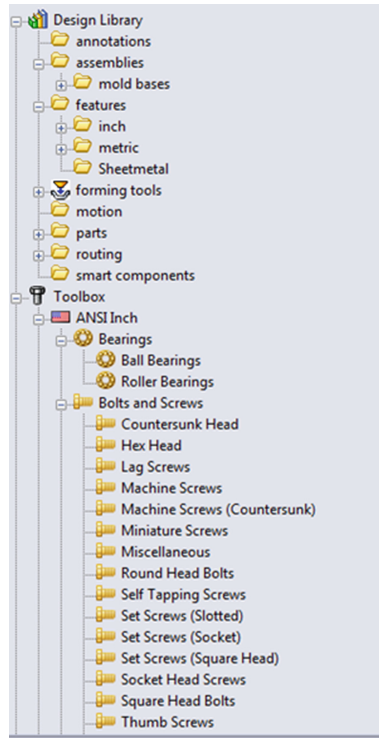 Design Library
annotations
assemblies
mold bases
features
inch
metric
Sheetmetal
forming tools
motion
parts
routing
smart components
Toolbox
ANSI Inch
Bearings
Ball Bearings
Roller Bearings
Bolts and Screws
Countersunk Head
Hex Head
Lag Screws
Machine Screws
Machine Screws (Countersunk)
Miniature Screws
Miscellaneous
Round Head Bolts
Self Tapping Screws
Set Screws (Slotted)
Set Screws (Socket)
Set Screws (Square Head)
Socket Head Screws
Square Head Bolts
Thumb Screws